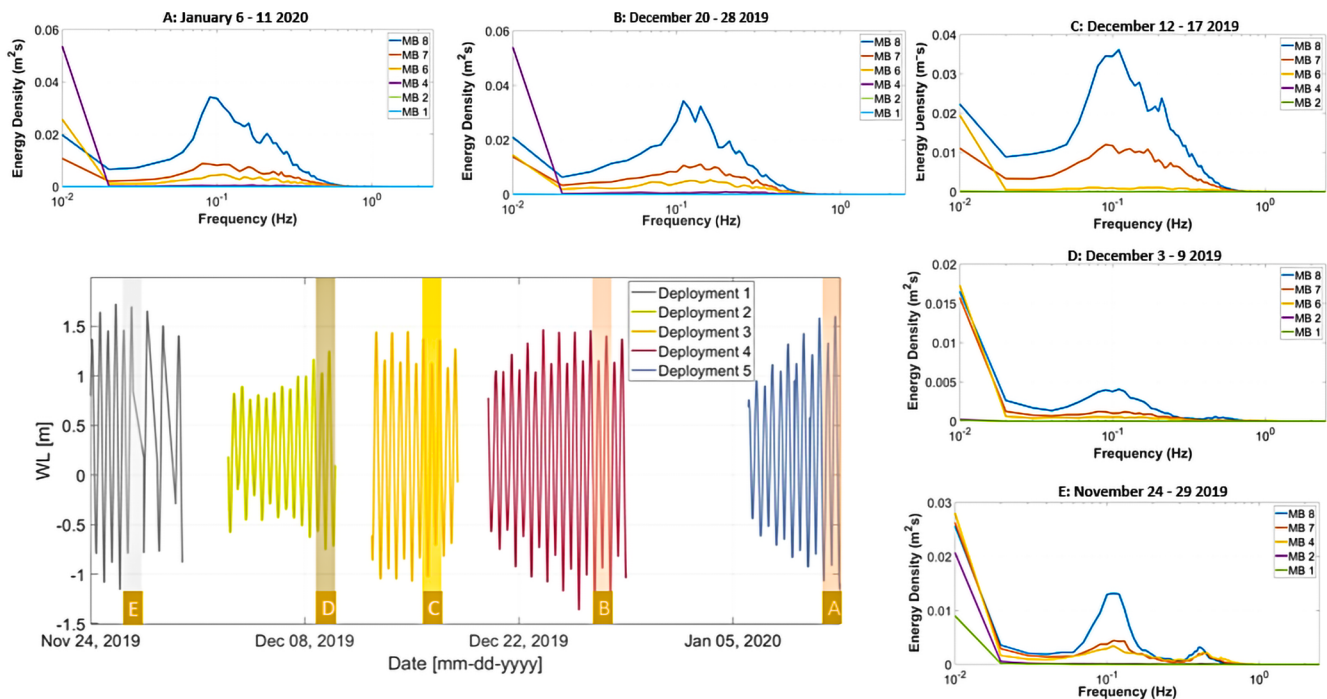 A: January 6 - 11 2020
Energy Density (m²s)
0.06
0.04
0.02
0
10⁻²
10⁻¹
10⁰
Frequency (Hz)
MB 8
MB 7
MB 6
MB 4
MB 2
MB 1
B: December 20 - 28 2019
Energy Density (m²s)
0.06
0.04
0.02
0
10⁻²
10⁻¹
10⁰
Frequency (Hz)
MB 8
MB 7
MB 6
MB 4
MB 2
MB 1
C: December 12 - 17 2019
Energy Density (m⁻s)
0.04
0.03
0.02
0.01
0
10⁻²
10⁻¹
10⁰
Frequency (Hz)
MB 8
MB 7
MB 6
MB 4
MB 2
WL [m]
1.5
1
0.5
0
-0.5
-1
-1.5
Deployment 1
Deployment 2
Deployment 3
Deployment 4
Deployment 5
E
D
C
B
A
Nov 24, 2019
Dec 08, 2019
Dec 22, 2019
Jan 05, 2020
Date [mm-dd-yyyy]
D: December 3 - 9 2019
Energy Density (m²s)
0.02
0.015
0.01
0.005
0
10⁻²
10⁻¹
10⁰
Frequency (Hz)
MB 8
MB 7
MB 6
MB 2
MB 1
E: November 24 - 29 2019
Energy Density (m²s)
0.03
0.02
0.01
0
10⁻²
10⁻¹
10⁰
Frequency (Hz)
MB 8
MB 7
MB 4
MB 2
MB 1